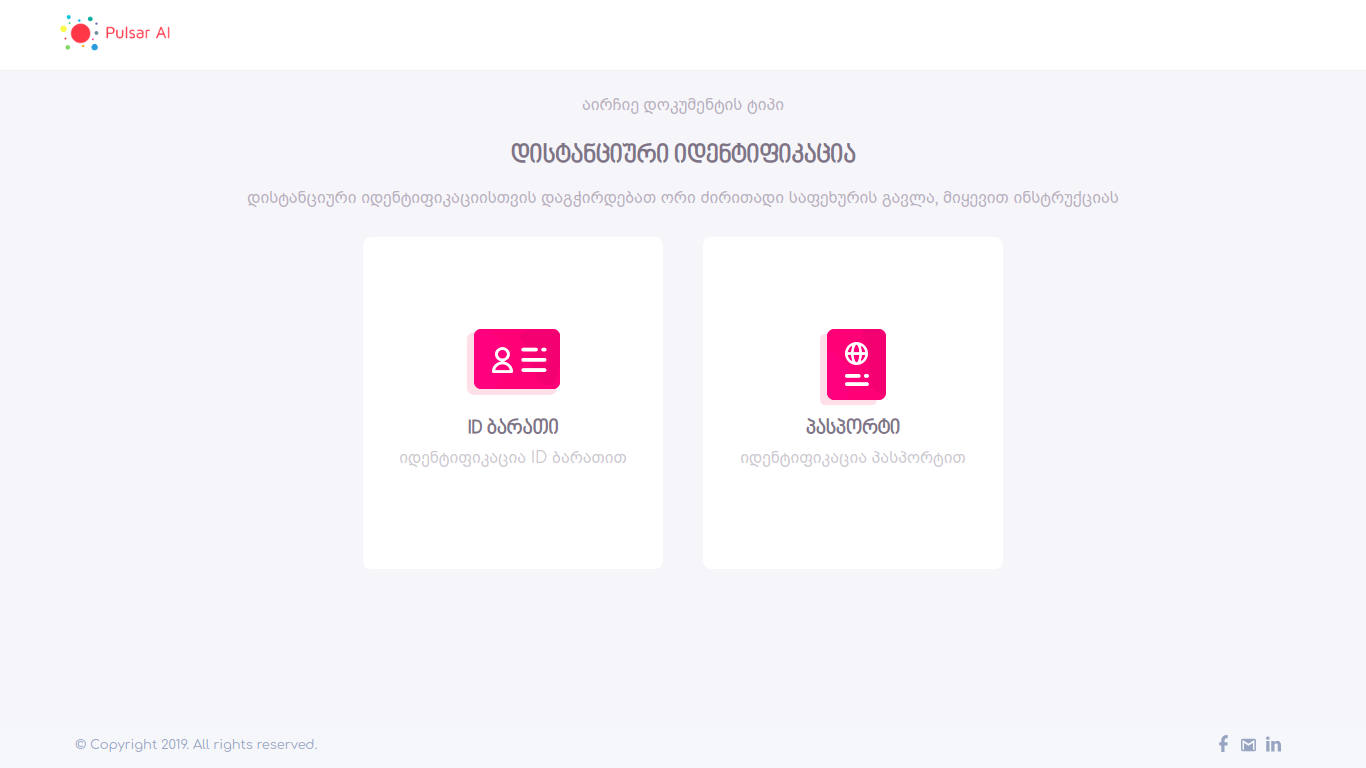 Pulsar AI
აირჩიე დოკუმენტის ტიპი
დისტანციური იდენტიფიკაცია
დისტანციური იდენტიფიკაციისთვის დაგჭირდებათ ორი ძირითადი საფეხურის გავლა, მიყევით ინსტრუქციას
ID ბარათი
იდენტიფიკაცია ID ბარათით
პასპორტი
იდენტიფიკაცია პასპორტით
© Copyright 2019. All rights reserved.